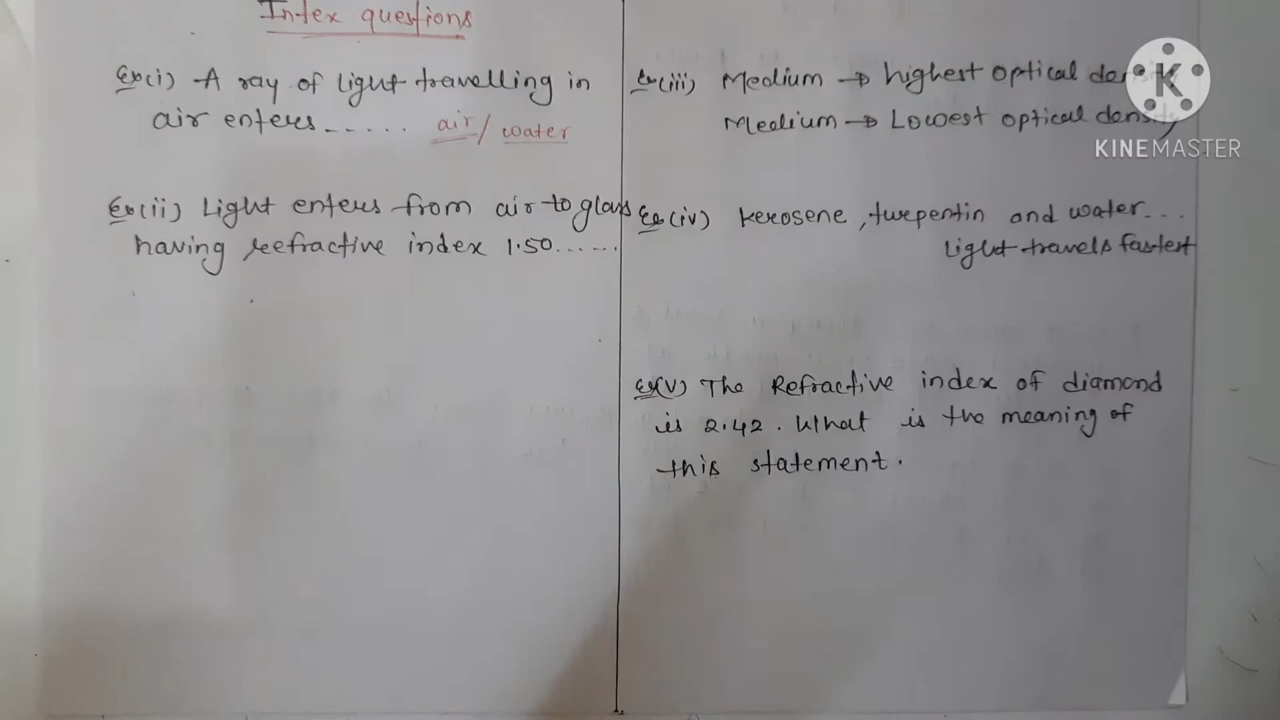 Intex questions
Ex(i) A ray of light travelling in
air enters ...... air / water
Ex(ii) Light enters from air to glass
having refractive index 1.50......
Ex(iii) Medium → highest optical density
Medium → Lowest optical density
Ex(iv) kerosene, turpentin and water...
Light travels fastest
Ex(v) The Refractive index of diamond
is 2.42. What is the meaning of
this statement.
K
KINEMASTER